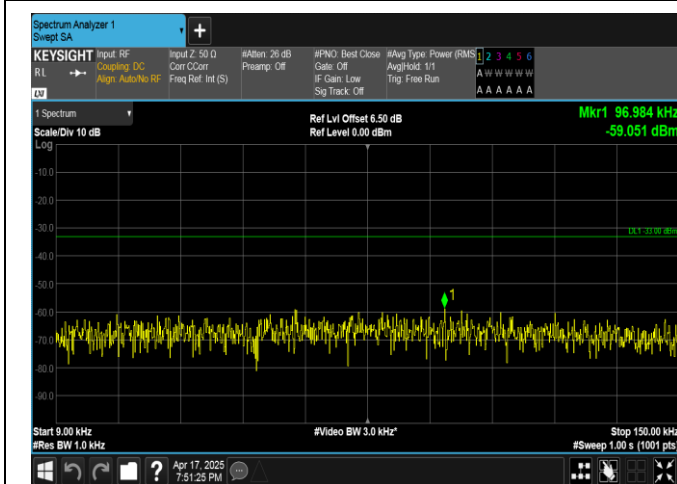 Spectrum Analyzer 1
Swept SA
+
KEYSIGHT Input: RF Input Z: 50 Ω #Atten: 26 dB #PNO: Best Close #Avg Type: Power (RMS 1 2 3 4 5 6
RL Coupling: DC Corr CCorr Preamp: Off Gate: Off Avg|Hold: 1/1 A W W W W W
Align: Auto/No RF Freq Ref: Int (S) IF Gain: Low Trig: Free Run
LXI Sig Track: Off A A A A A A
1 Spectrum Ref Lvl Offset 6.50 dB Mkr1 96.984 kHz
Scale/Div 10 dB Ref Level 0.00 dBm -59.051 dBm
Log
-10.0
-20.0
-30.0
DL1 -33.00 dBm
-40.0
-50.0
1
-60.0
-70.0
-80.0
-90.0
Start 9.00 kHz #Video BW 3.0 kHz* Stop 150.00 kHz
#Res BW 1.0 kHz #Sweep 1.00 s (1001 pts)
? Apr 17, 2025
7:51:25 PM